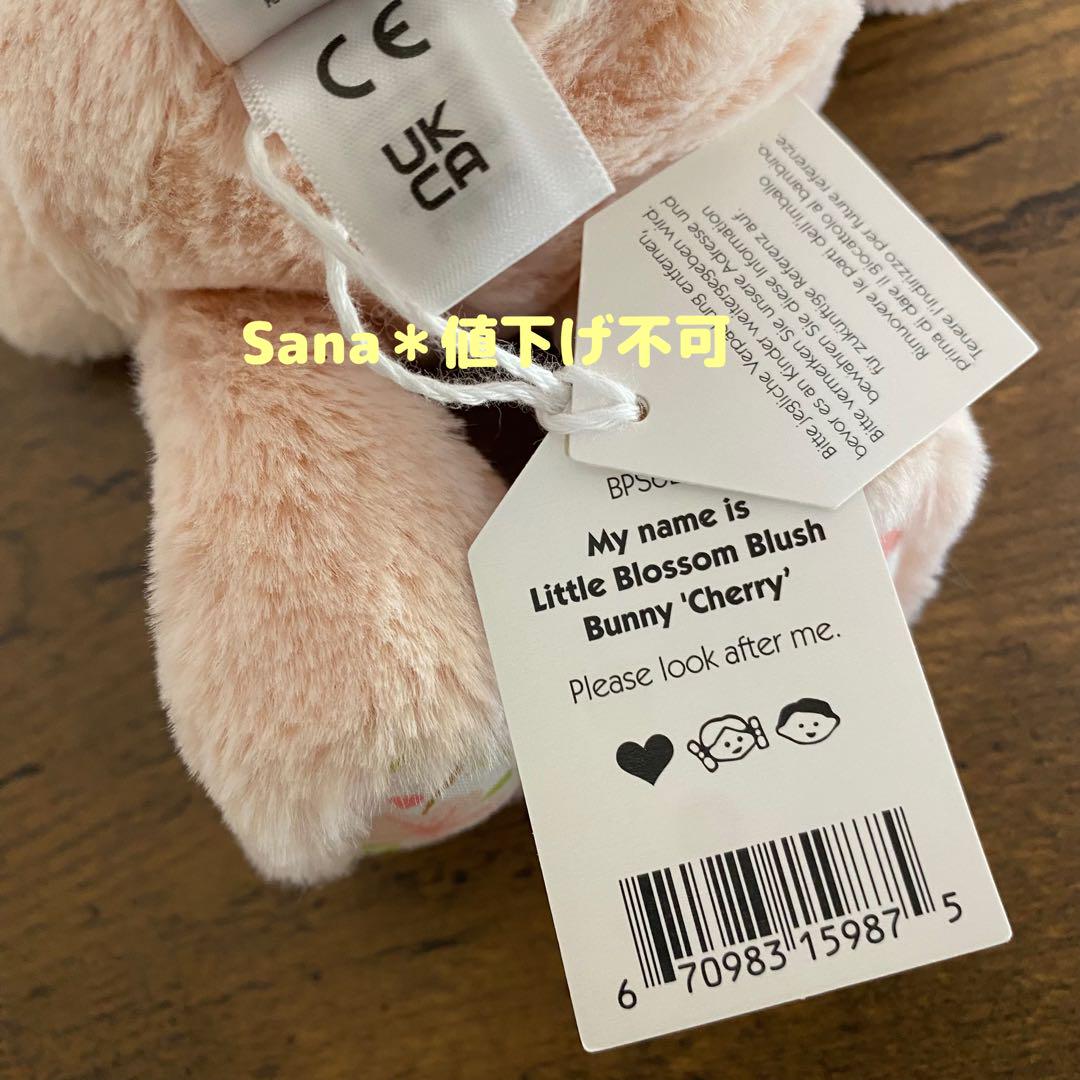 CE
UK
CA
Sana＊値下げ不可
Rimuovere le parti dell'imballo
prima di dare il giocattolo al bambino.
Tenere l'indirizzo per future referenze.
Bitte jegliche Verpackung entfernen,
bevor es an Kinder weitergegeben wird.
Bitte vermerken Sie unsere Adresse und
bewahren Sie diese Information
für zukünftige Referenz auf.
My name is
Little Blossom Blush
Bunny 'Cherry'
Please look after me.
6 70983 15987 5